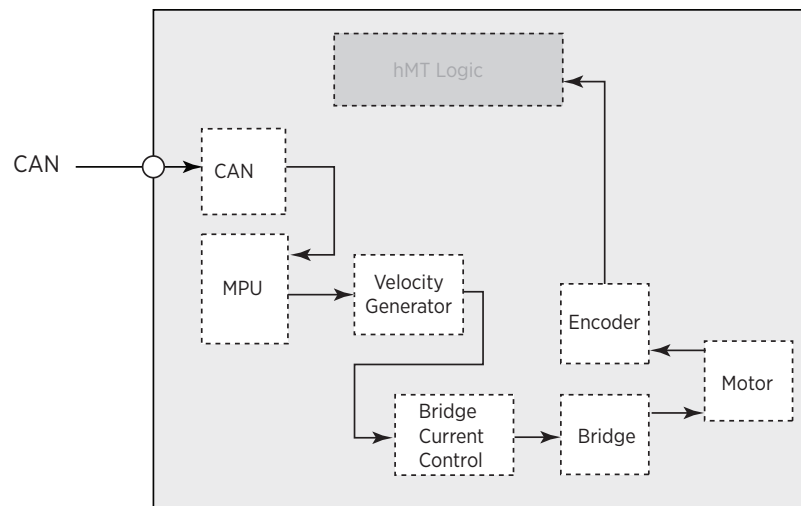 hMT Logic
CAN
CAN
MPU
Velocity
Generator
Encoder
Motor
Bridge
Current
Control
Bridge